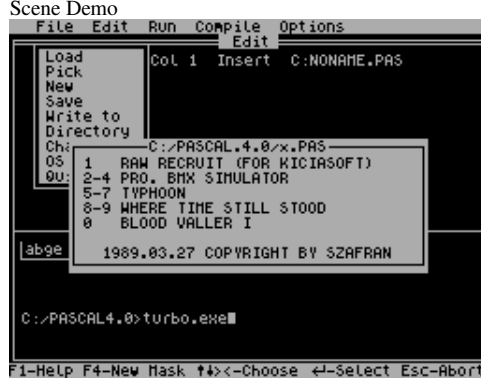 Scene Demo
File Edit Run Compile Options
Edit
Load
Col 1 Insert C:NONAME.PAS
Pick
New
Save
Write to
Directory
Cha
C:/PASCAL.4.0/x.PAS
OS
1 RAW RECRUIT (FOR KICIASOFT)
Qu:
2-4 PRO. BMX SIMULATOR
5-7 TYPHOON
8-9 WHERE TIME STILL STOOD
0 BLOOD VALLER I
abge
1989.03.27 COPYRIGHT BY SZAFRAN
C:/PASCAL4.0>turbo.exe
F1-Help F4-New Mask ↑↓><-Choose ↵-Select Esc-Abort